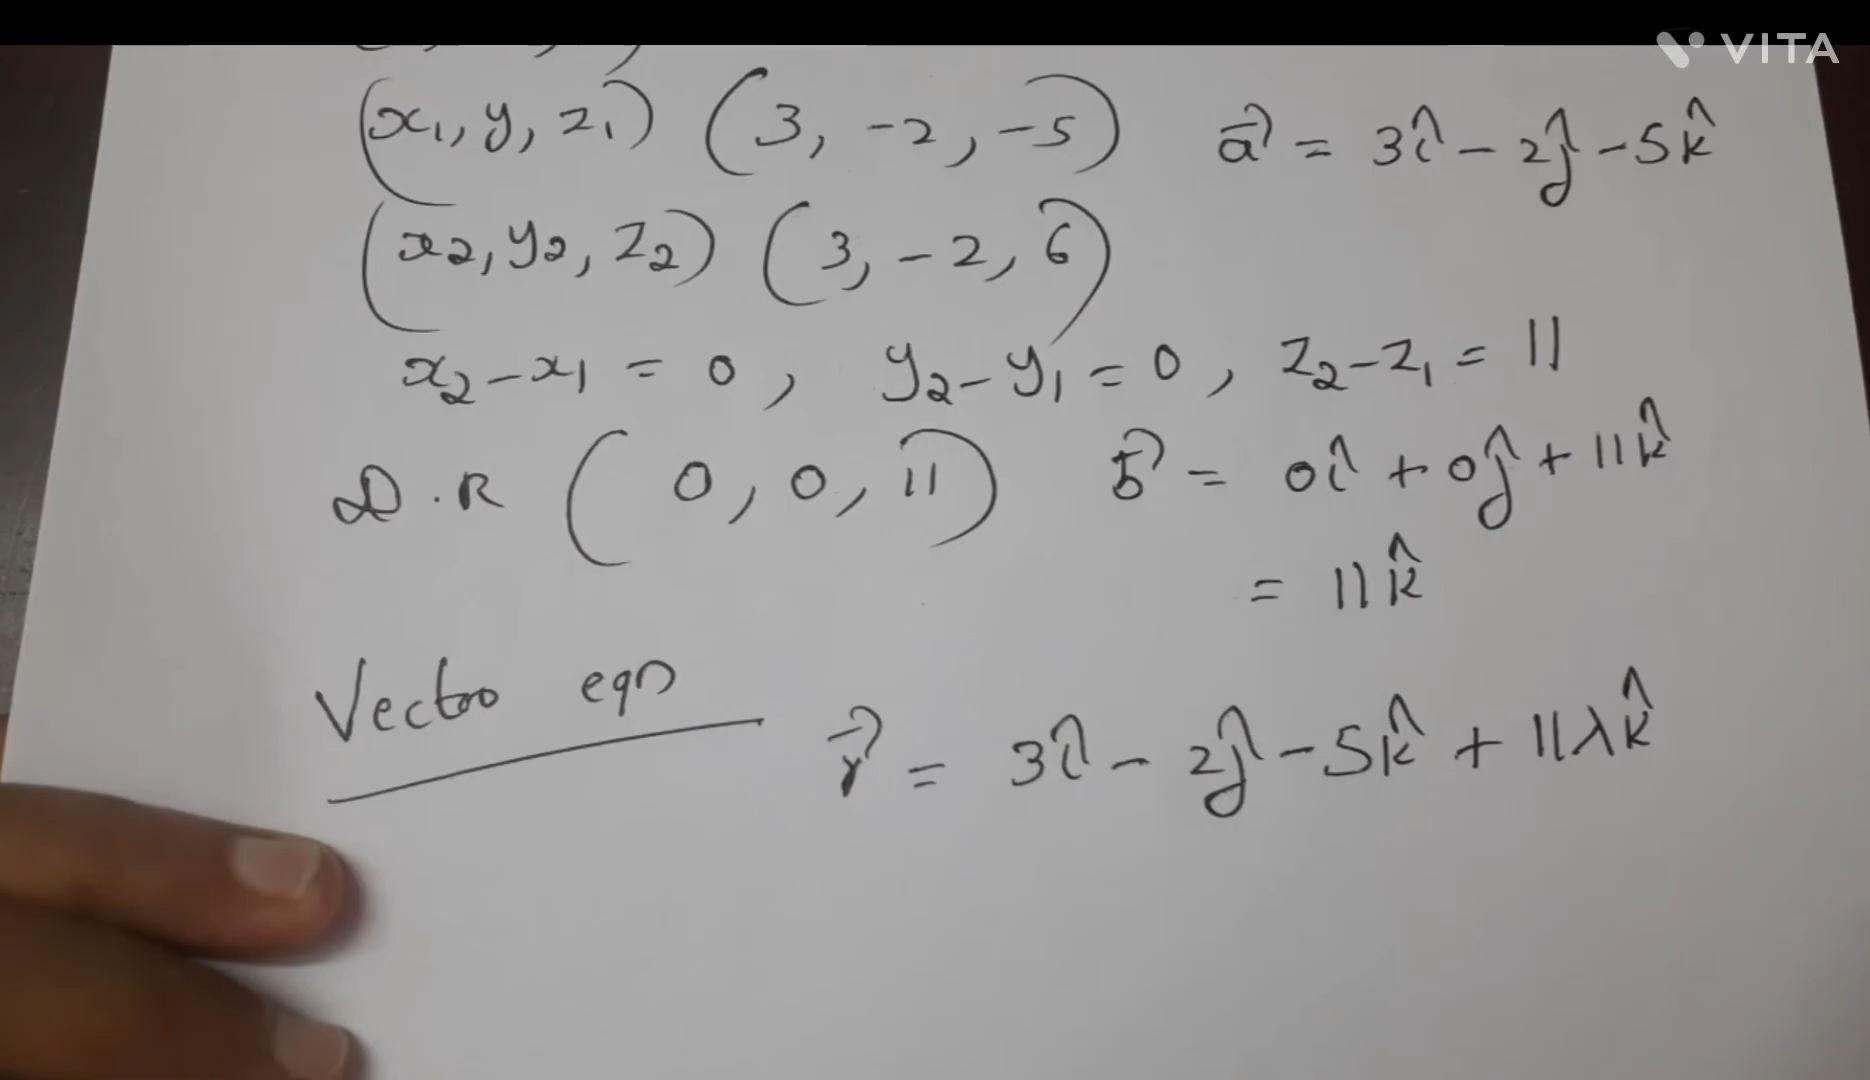 VITA
(x₁, y, z₁) (3, -2, -5) a⃗ = 3î - 2ĵ - 5k̂
(x₂, y₂, z₂) (3, -2, 6)
x₂ - x₁ = 0, y₂ - y₁ = 0, z₂ - z₁ = 11
D.R (0, 0, 11) b⃗ = 0î + 0ĵ + 11k̂
= 11k̂
Vector eqn
r⃗ = 3î - 2ĵ - 5k̂ + 11λk̂